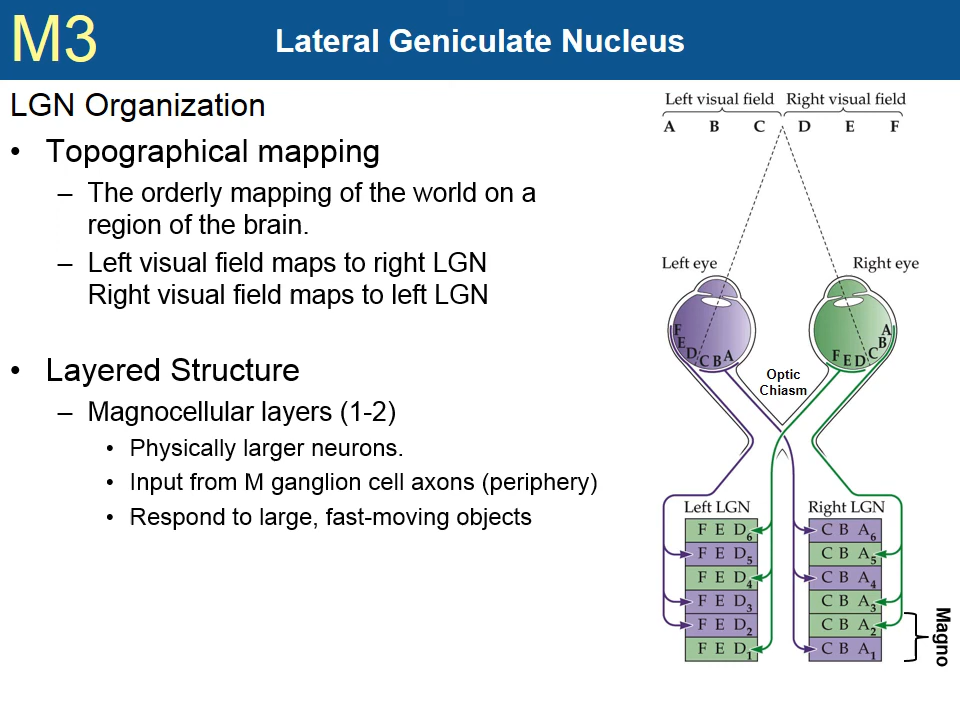 M3
Lateral Geniculate Nucleus
LGN Organization
• Topographical mapping
– The orderly mapping of the world on a
region of the brain.
– Left visual field maps to right LGN
Right visual field maps to left LGN
• Layered Structure
– Magnocellular layers (1-2)
• Physically larger neurons.
• Input from M ganglion cell axons (periphery)
• Respond to large, fast-moving objects
Left visual field Right visual field
A B C D E F
Left eye Right eye
F E D C B A
F E D C B A
Optic
Chiasm
Left LGN Right LGN
F E D6 C B A6
F E D5 C B A5
F E D4 C B A4
F E D3 C B A3
F E D2 C B A2
F E D1 C B A1
Magno